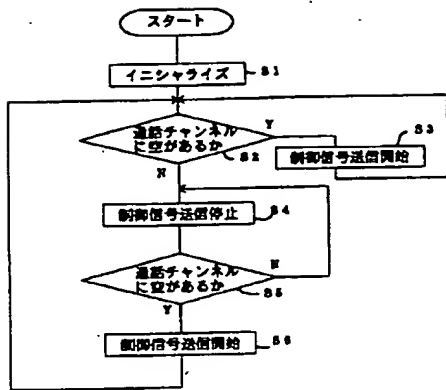 スタート
イニシャライズ
S1
通話チャンネル
に空があるか
Y
S2
N
S3
制御信号送信開始
制御信号送信停止
S4
通話チャンネル
に空があるか
N
S5
Y
制御信号送信開始
S6